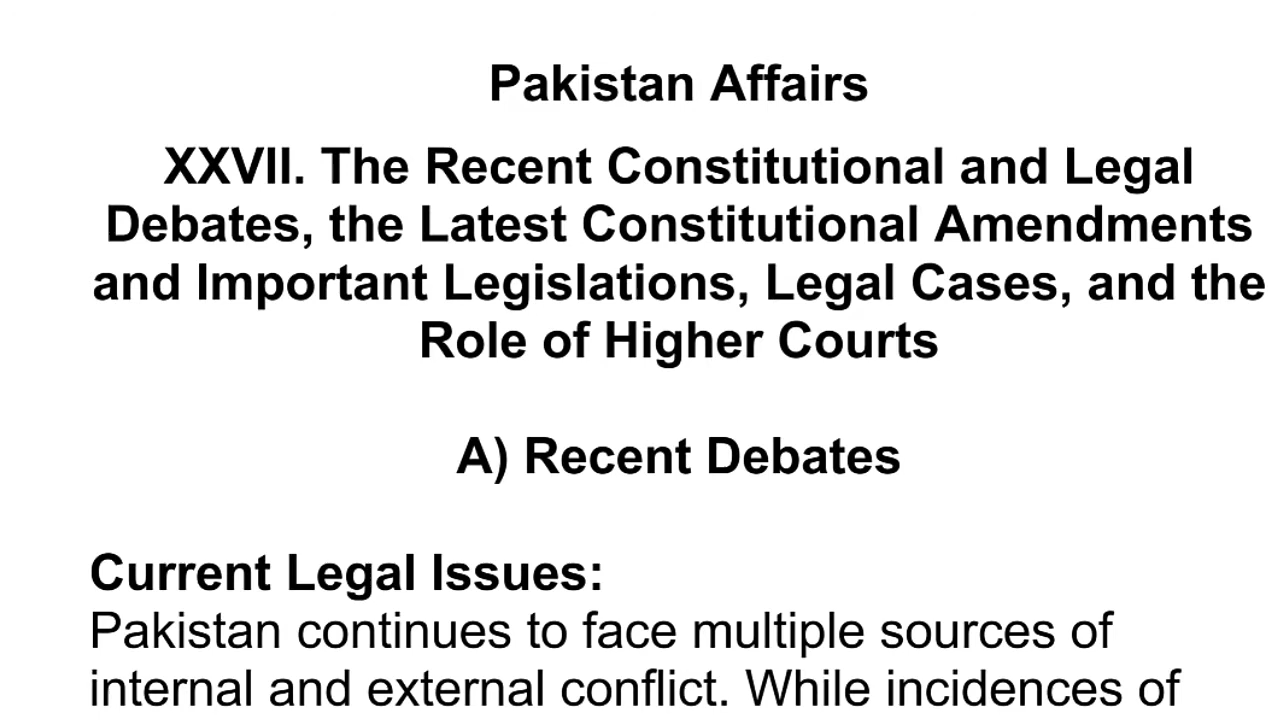 Pakistan Affairs
XXVII. The Recent Constitutional and Legal
Debates, the Latest Constitutional Amendments
and Important Legislations, Legal Cases, and the
Role of Higher Courts
A) Recent Debates
Current Legal Issues:
Pakistan continues to face multiple sources of
internal and external conflict. While incidences of